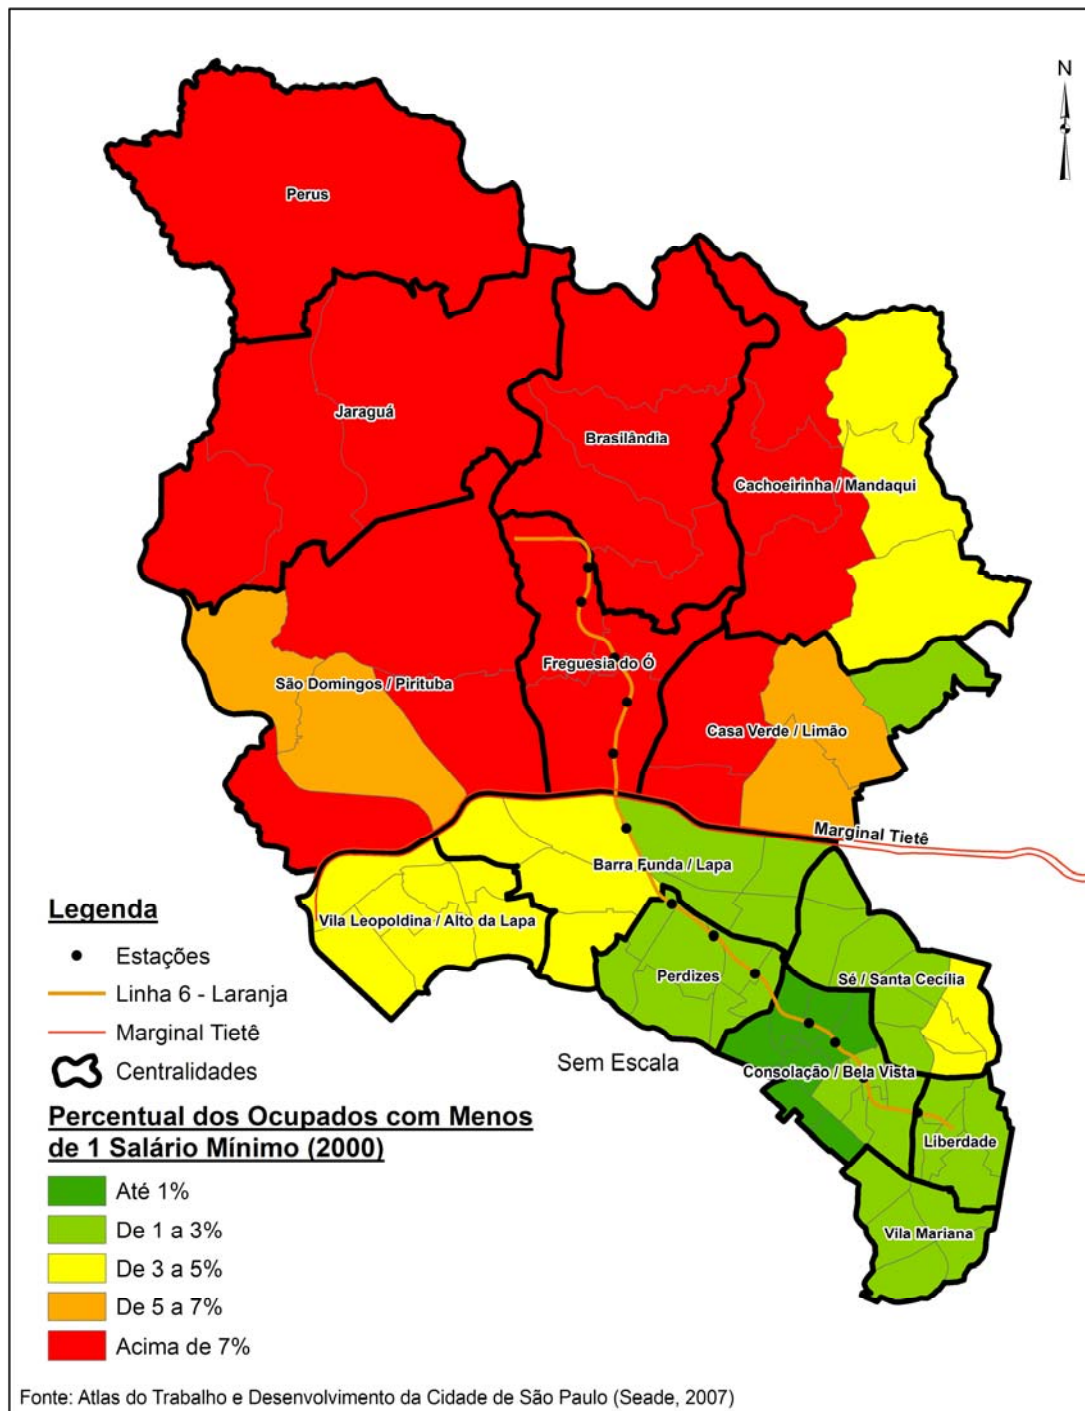 N
Perus
Jaraguá
Brasilândia
Cachoeirinha / Mandaqui
Freguesia do Ó
São Domingos / Pirituba
Casa Verde / Limão
Marginal Tietê
Barra Funda / Lapa
Vila Leopoldina / Alto da Lapa
Perdizes
Sé / Santa Cecília
Consolação / Bela Vista
Liberdade
Vila Mariana
Sem Escala
Legenda
Estações
Linha 6 - Laranja
Marginal Tietê
Centralidades
Percentual dos Ocupados com Menos
de 1 Salário Mínimo (2000)
Até 1%
De 1 a 3%
De 3 a 5%
De 5 a 7%
Acima de 7%
Fonte: Atlas do Trabalho e Desenvolvimento da Cidade de São Paulo (Seade, 2007)